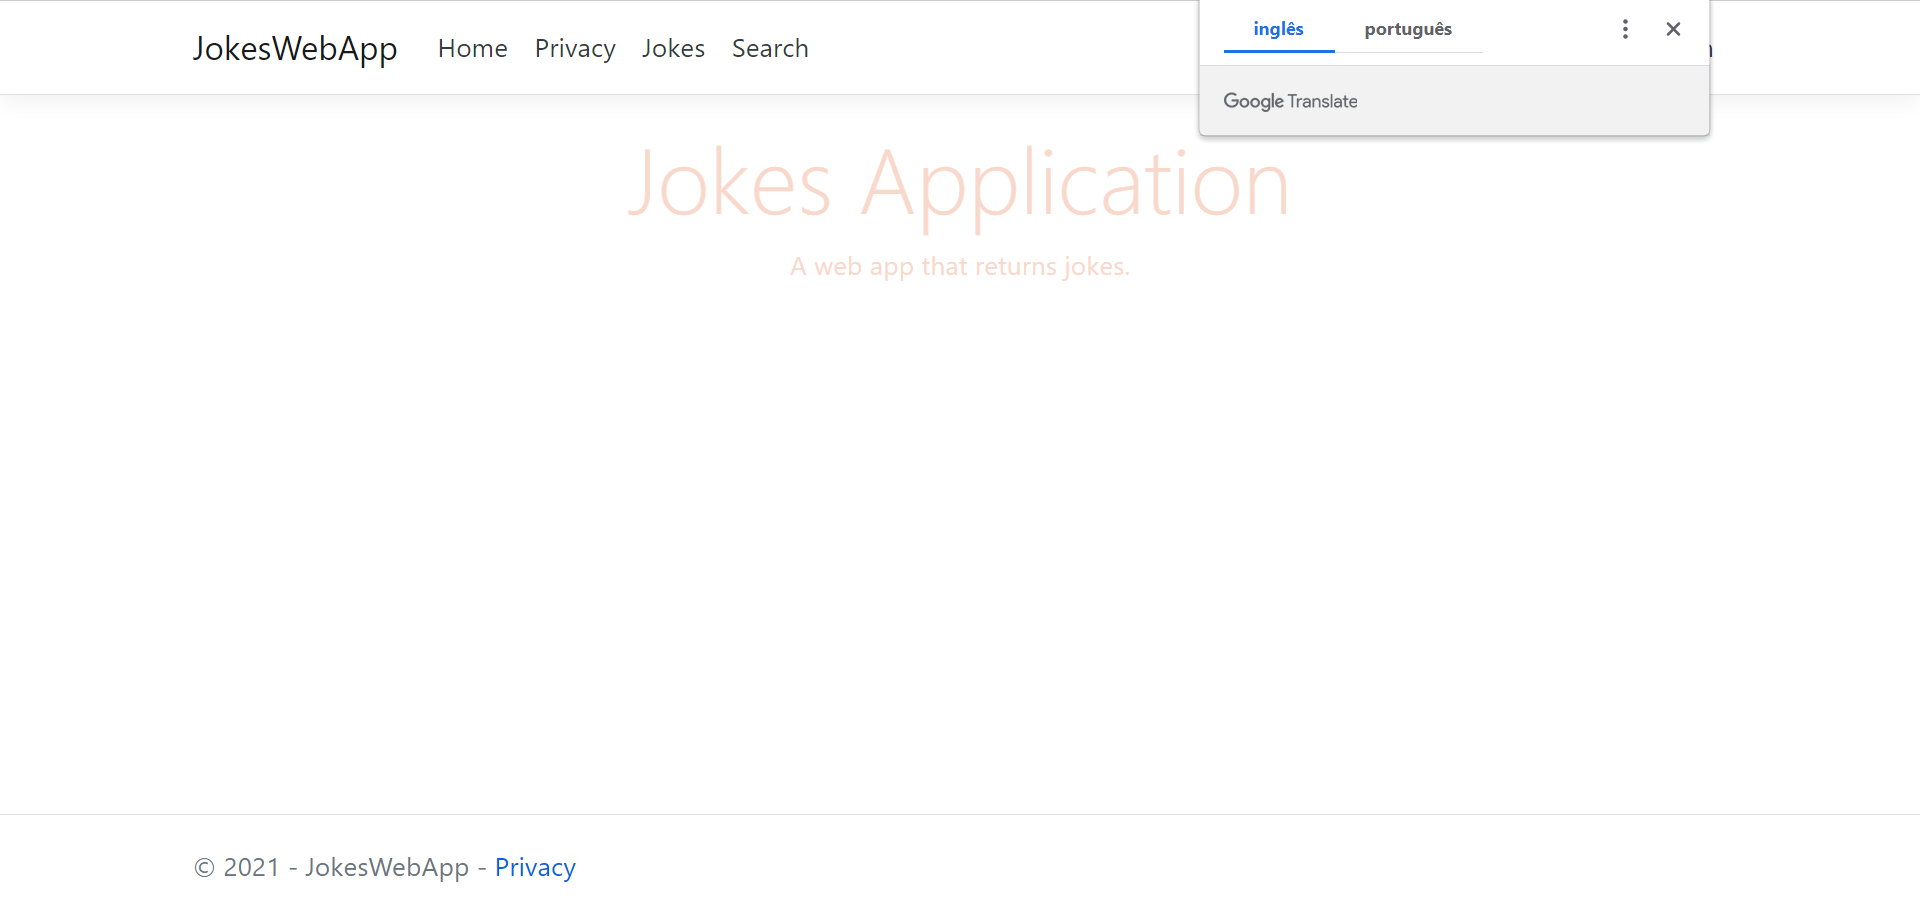 JokesWebApp Home Privacy Jokes Search
inglês português
Google Translate
Jokes Application
A web app that returns jokes.
© 2021 - JokesWebApp - Privacy